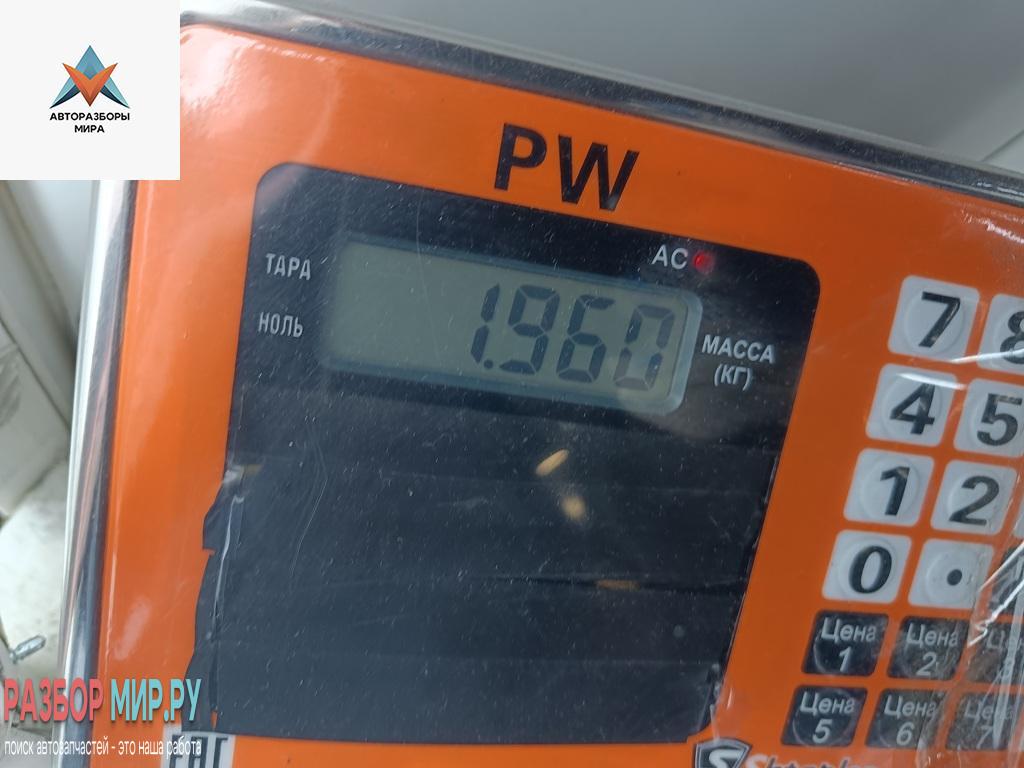 АВТОРАЗБОРЫ
МИРА
PW
AC
ТАРА
НОЛЬ
1.960
МАССА
(КГ)
7 8
4 5
1 2
0 .
Цена 1
Цена 2
Цена 5
Цена 6
РАЗБОР МИР.РУ
поиск автозапчастей - это наша работа